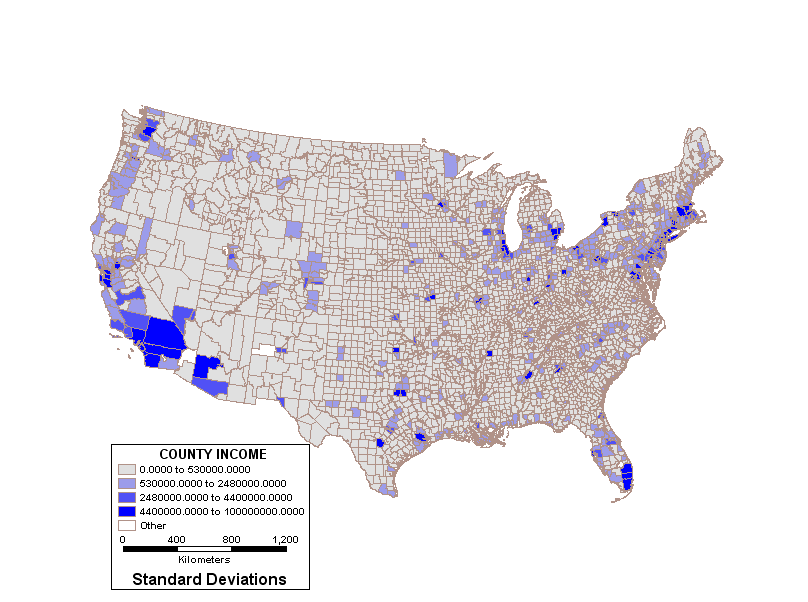 COUNTY INCOME
0.0000 to 530000.0000
530000.0000 to 2480000.0000
2480000.0000 to 4400000.0000
4400000.0000 to 100000000.0000
Other
0 400 800 1,200
Kilometers
Standard Deviations